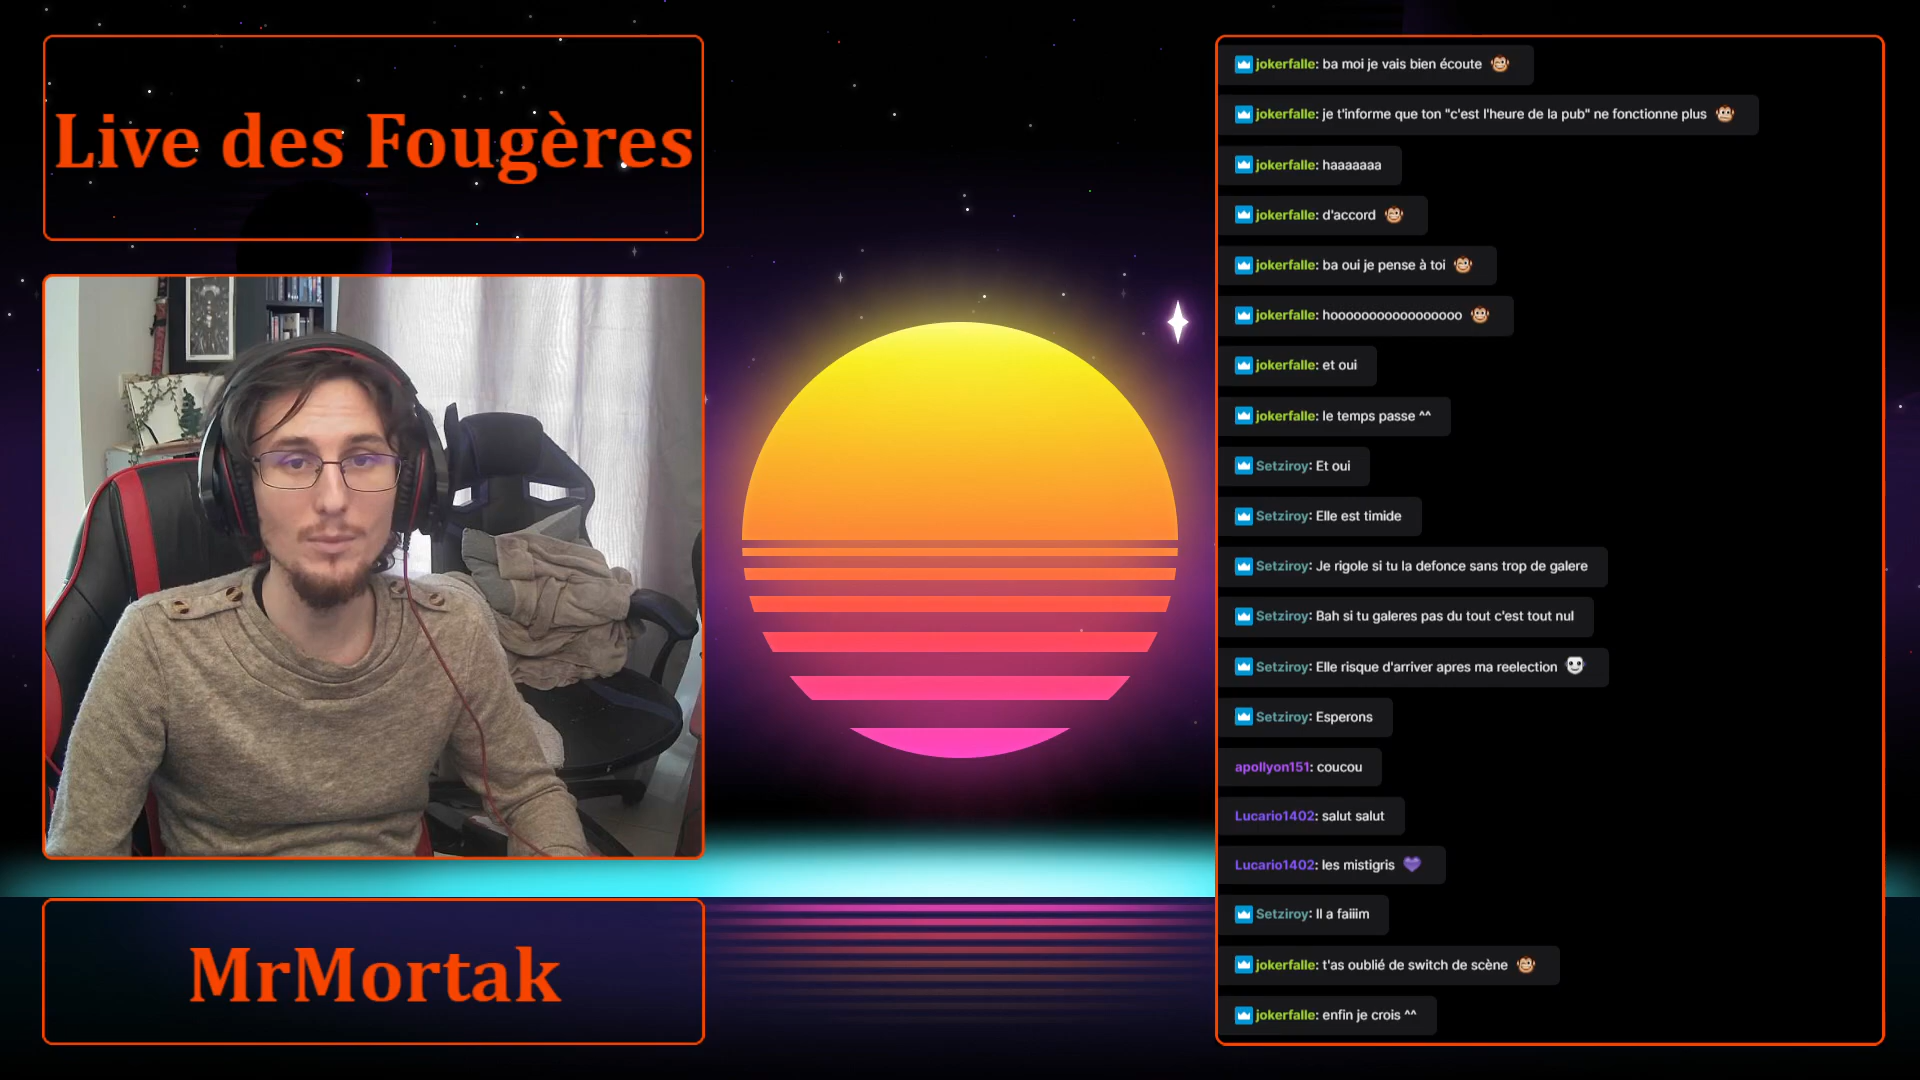 Live des Fougères
MrMortak
jokerfalle: ba moi je vais bien écoute
jokerfalle: je t'informe que ton "c'est l'heure de la pub" ne fonctionne plus
jokerfalle: haaaaaaa
jokerfalle: d'accord
jokerfalle: ba oui je pense à toi
jokerfalle: hooooooooooooooooo
jokerfalle: et oui
jokerfalle: le temps passe ^^
Setziroy: Et oui
Setziroy: Elle est timide
Setziroy: Je rigole si tu la defonce sans trop de galere
Setziroy: Bah si tu galeres pas du tout c'est tout nul
Setziroy: Elle risque d'arriver apres ma reelection
Setziroy: Esperons
apollyon151: coucou
Lucario1402: salut salut
Lucario1402: les mistigris
Setziroy: Il a faiiim
jokerfalle: t'as oublié de switch de scène
jokerfalle: enfin je crois ^^